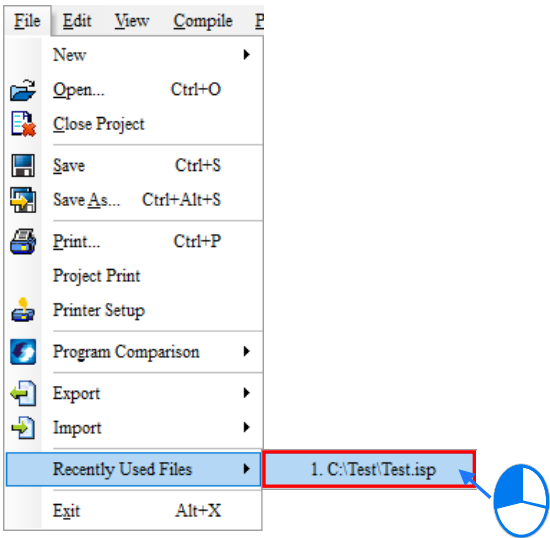 File Edit View Compile P
New
Open... Ctrl+O
Close Project
Save Ctrl+S
Save As... Ctrl+Alt+S
Print... Ctrl+P
Project Print
Printer Setup
Program Comparison
Export
Import
Recently Used Files 1. C:\Test\Test.isp
Exit Alt+X